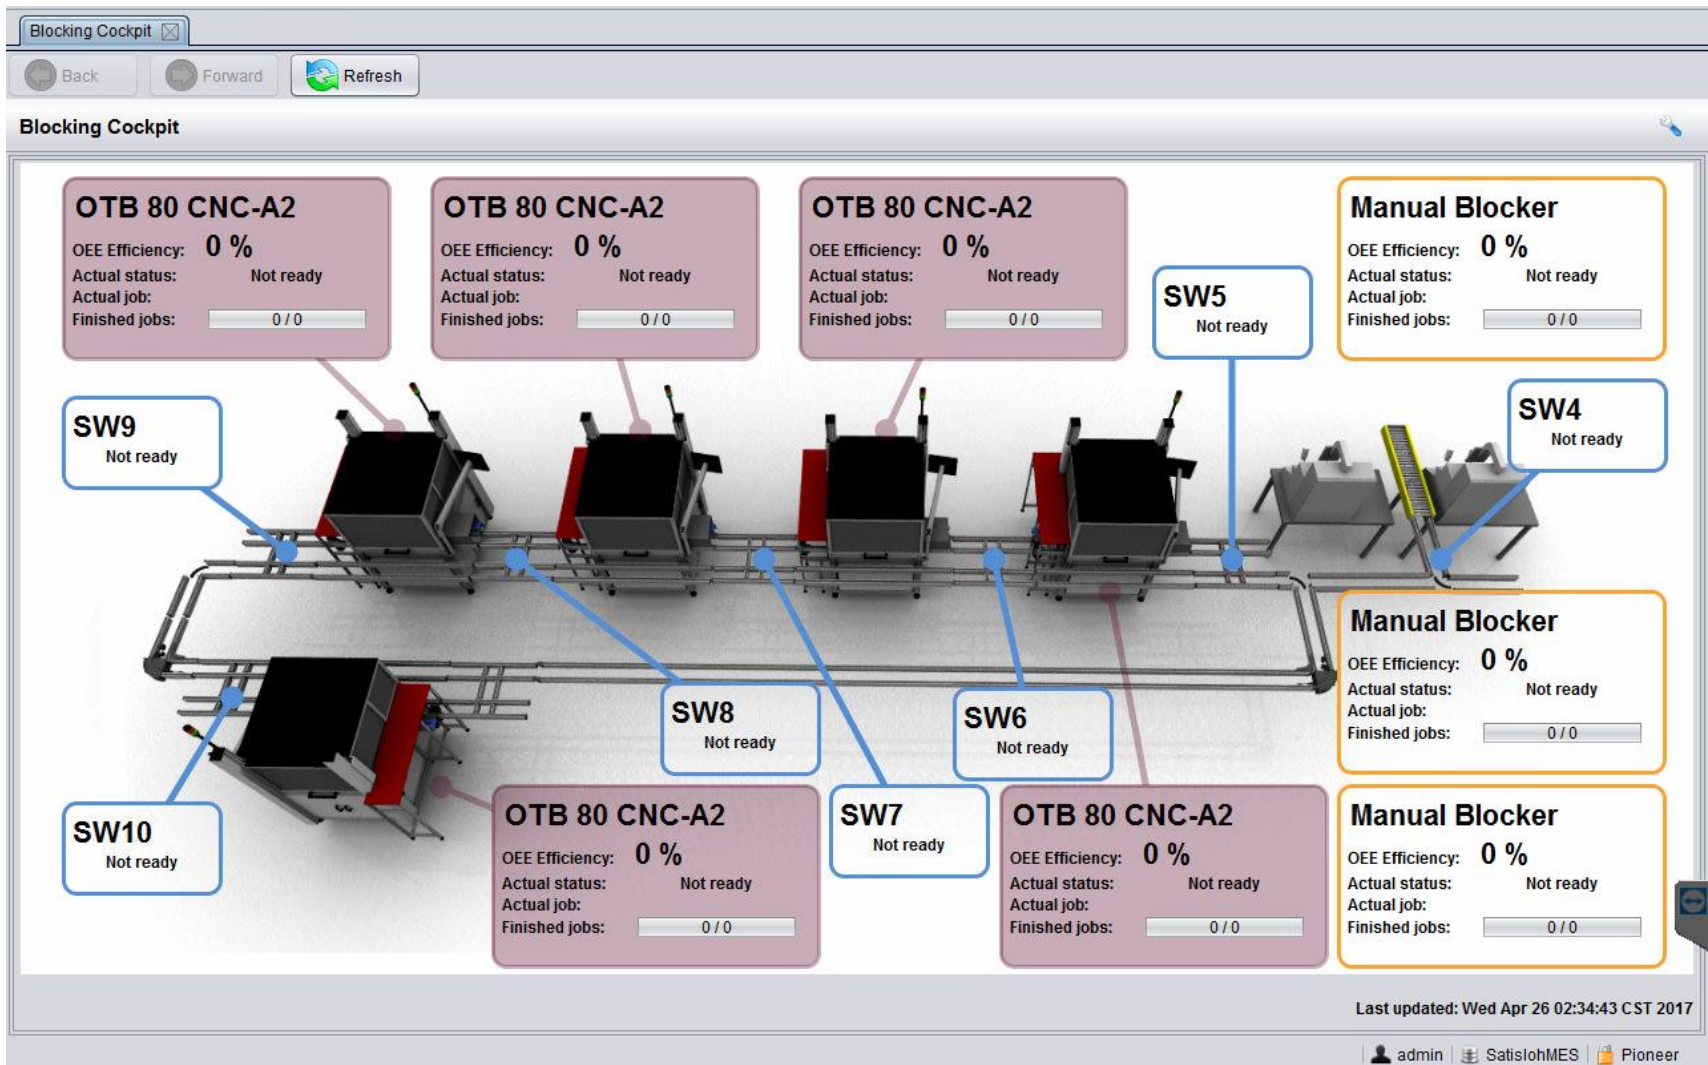 Blocking Cockpit
Back
Forward
Refresh
Blocking Cockpit
OTB 80 CNC-A2
OEE Efficiency: 0 %
Actual status: Not ready
Actual job:
Finished jobs: 0 / 0
OTB 80 CNC-A2
OEE Efficiency: 0 %
Actual status: Not ready
Actual job:
Finished jobs: 0 / 0
OTB 80 CNC-A2
OEE Efficiency: 0 %
Actual status: Not ready
Actual job:
Finished jobs: 0 / 0
SW5
Not ready
Manual Blocker
OEE Efficiency: 0 %
Actual status: Not ready
Actual job:
Finished jobs: 0 / 0
SW9
Not ready
SW4
Not ready
Manual Blocker
OEE Efficiency: 0 %
Actual status: Not ready
Actual job:
Finished jobs: 0 / 0
SW8
Not ready
SW6
Not ready
SW10
Not ready
OTB 80 CNC-A2
OEE Efficiency: 0 %
Actual status: Not ready
Actual job:
Finished jobs: 0 / 0
SW7
Not ready
OTB 80 CNC-A2
OEE Efficiency: 0 %
Actual status: Not ready
Actual job:
Finished jobs: 0 / 0
Manual Blocker
OEE Efficiency: 0 %
Actual status: Not ready
Actual job:
Finished jobs: 0 / 0
Last updated: Wed Apr 26 02:34:43 CST 2017
admin
SatislohMES
Pioneer